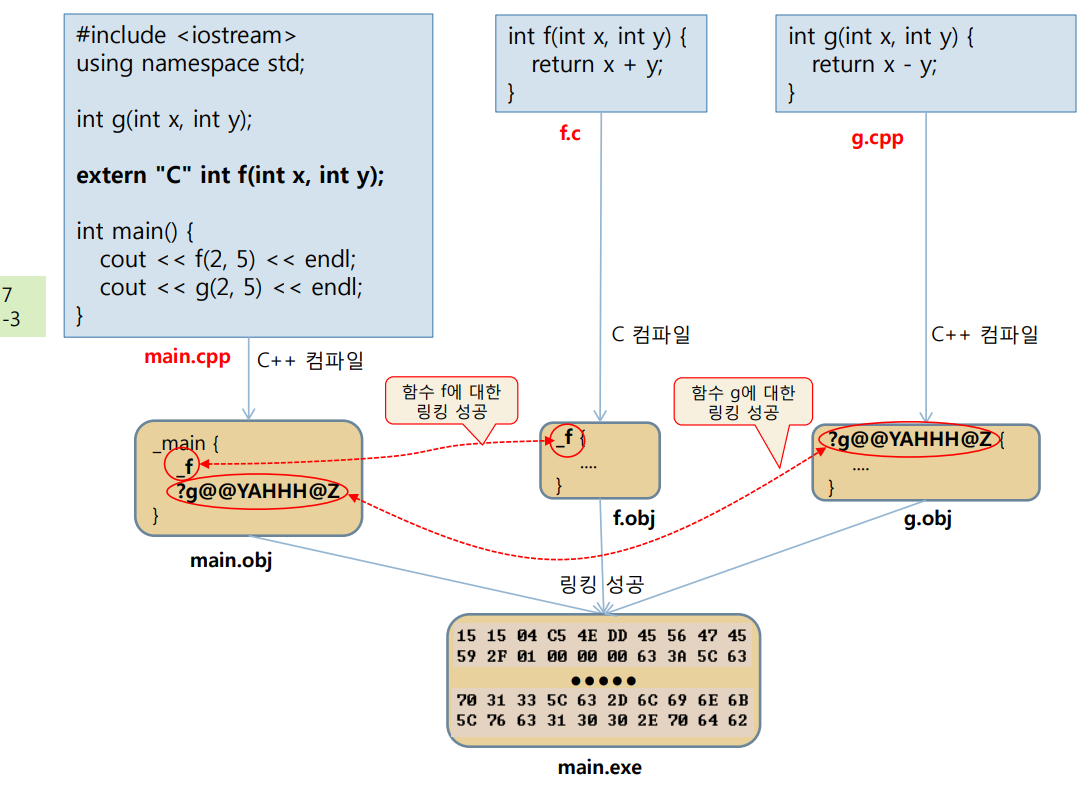 #include <iostream>
using namespace std;
int g(int x, int y);
extern "C" int f(int x, int y);
int main() {
cout << f(2, 5) << endl;
cout << g(2, 5) << endl;
}
main.cpp
7
-3
int f(int x, int y) {
return x + y;
}
f.c
int g(int x, int y) {
return x - y;
}
g.cpp
C++ 컴파일
C 컴파일
C++ 컴파일
함수 f에 대한
링킹 성공
함수 g에 대한
링킹 성공
_main {
_f
?g@@YAHHH@Z
}
main.obj
_f {
....
}
f.obj
?g@@YAHHH@Z {
....
}
g.obj
링킹 성공
15 15 04 C5 4E DD 45 56 47 45
59 2F 01 00 00 00 63 3A 5C 63
●●●●●
70 31 33 5C 63 2D 6C 69 6E 6B
5C 76 63 31 30 30 2E 70 64 62
main.exe